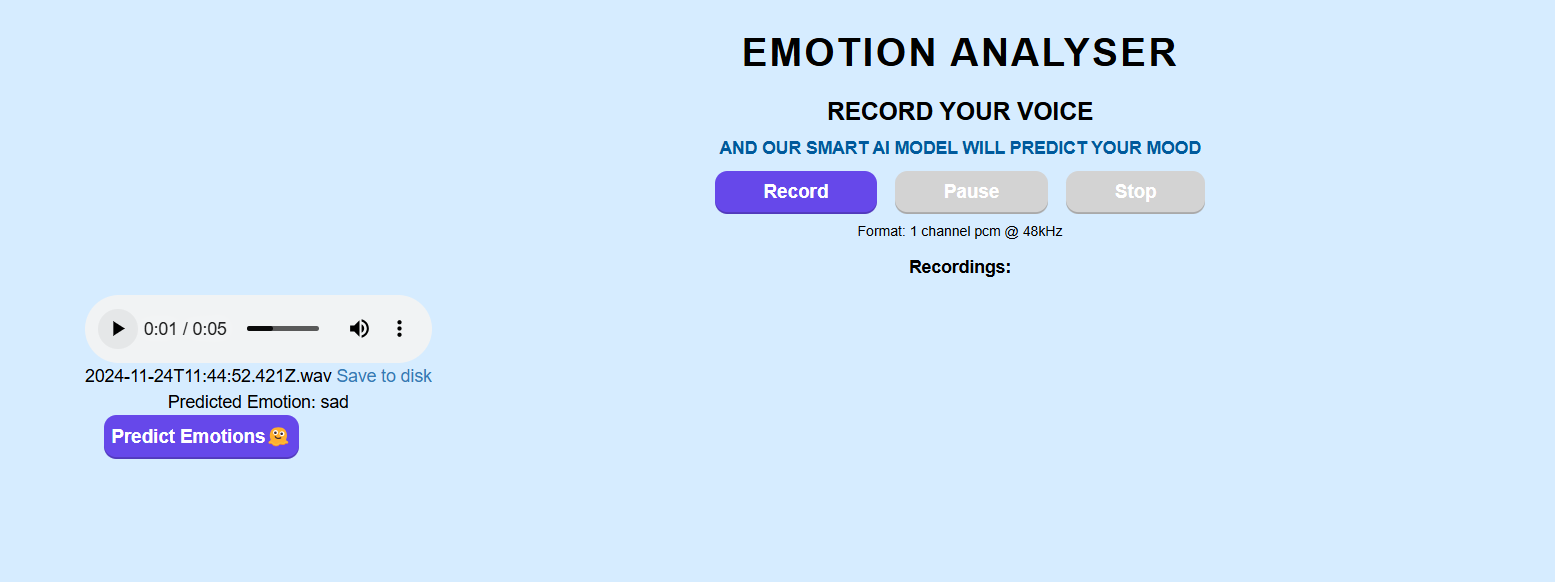 EMOTION ANALYSER
RECORD YOUR VOICE
AND OUR SMART AI MODEL WILL PREDICT YOUR MOOD
Record Pause Stop
Format: 1 channel pcm @ 48kHz
Recordings:
0:01 / 0:05
2024-11-24T11:44:52.421Z.wav Save to disk
Predicted Emotion: sad
Predict Emotions